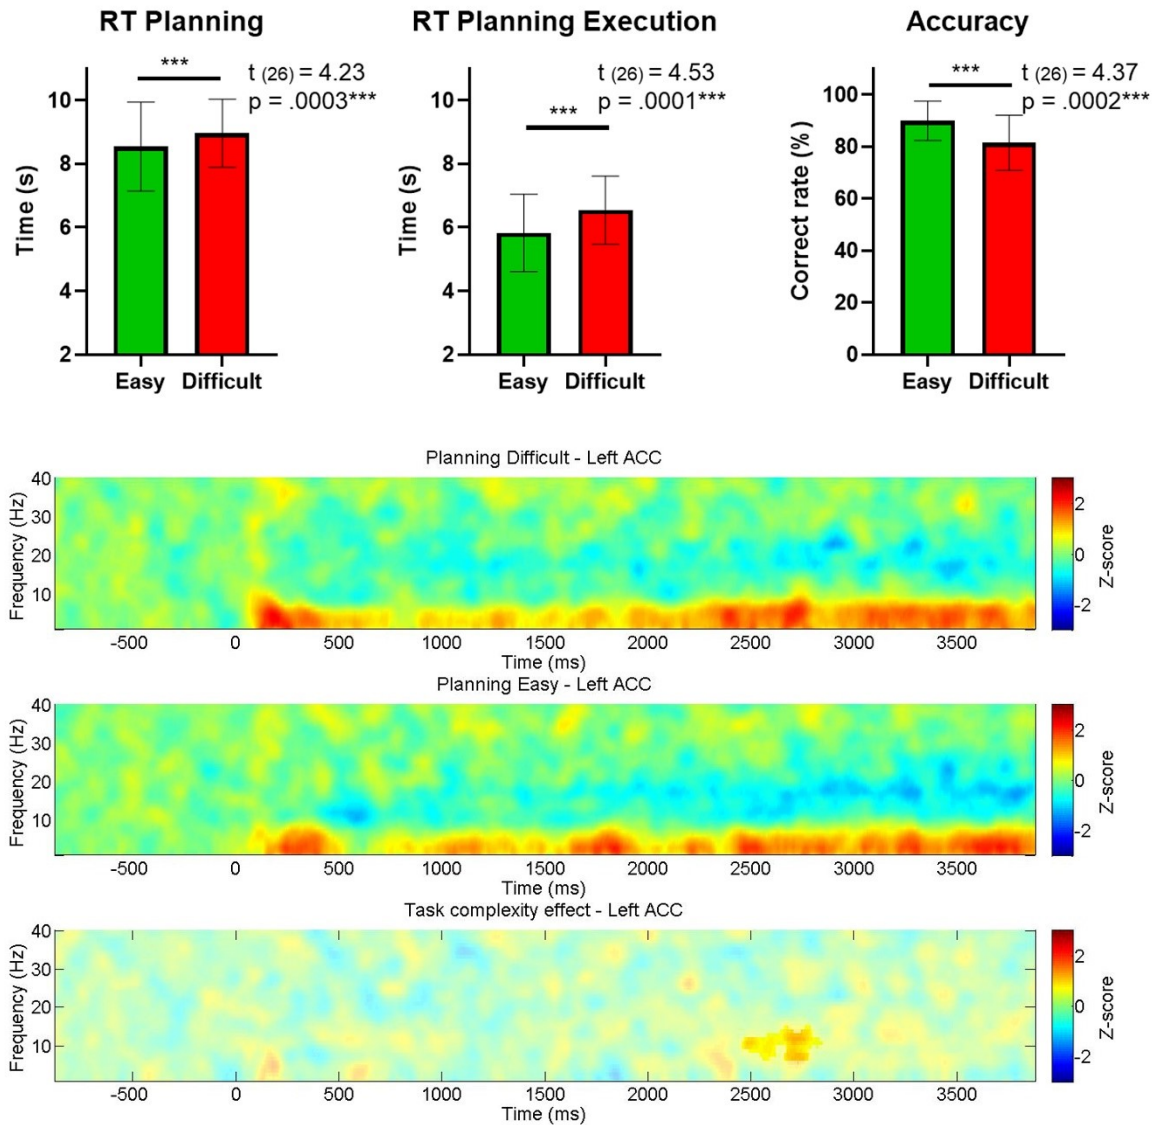 RT Planning
***
t (26) = 4.23
p = .0003***
Time (s)
10
8
6
4
2
Easy Difficult
RT Planning Execution
***
t (26) = 4.53
p = .0001***
Time (s)
10
8
6
4
2
Easy Difficult
Accuracy
***
t (26) = 4.37
p = .0002***
Correct rate (%)
100
80
60
40
20
0
Easy Difficult
Planning Difficult - Left ACC
Frequency (Hz)
40
30
20
10
-500 0 500 1000 1500 2000 2500 3000 3500
Time (ms)
2
0
-2
Z-score
Planning Easy - Left ACC
Frequency (Hz)
40
30
20
10
-500 0 500 1000 1500 2000 2500 3000 3500
Time (ms)
2
0
-2
Z-score
Task complexity effect - Left ACC
Frequency (Hz)
40
30
20
10
-500 0 500 1000 1500 2000 2500 3000 3500
Time (ms)
2
0
-2
Z-score